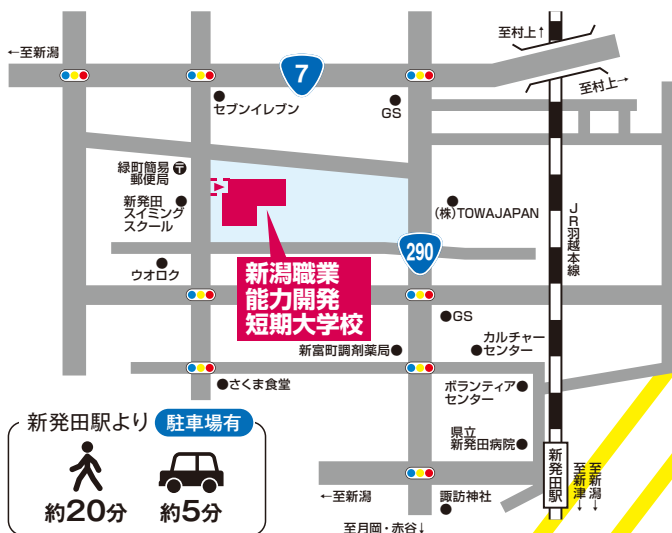 ←至新潟
至村上↑
7
至村上→
セブンイレブン
GS
緑町簡易
郵便局
新発田
スイミング
スクール
(株)TOWAJAPAN
JR羽越本線
290
ウオロク
新潟職業
能力開発
短期大学校
GS
カルチャー
センター
新富町調剤薬局
さくま食堂
ボランティア
センター
県立
新発田病院
新発田駅
至新津↓
至新潟↓
←至新潟
諏訪神社
至月岡・赤谷↓
新発田駅より
駐車場有
約20分
約5分